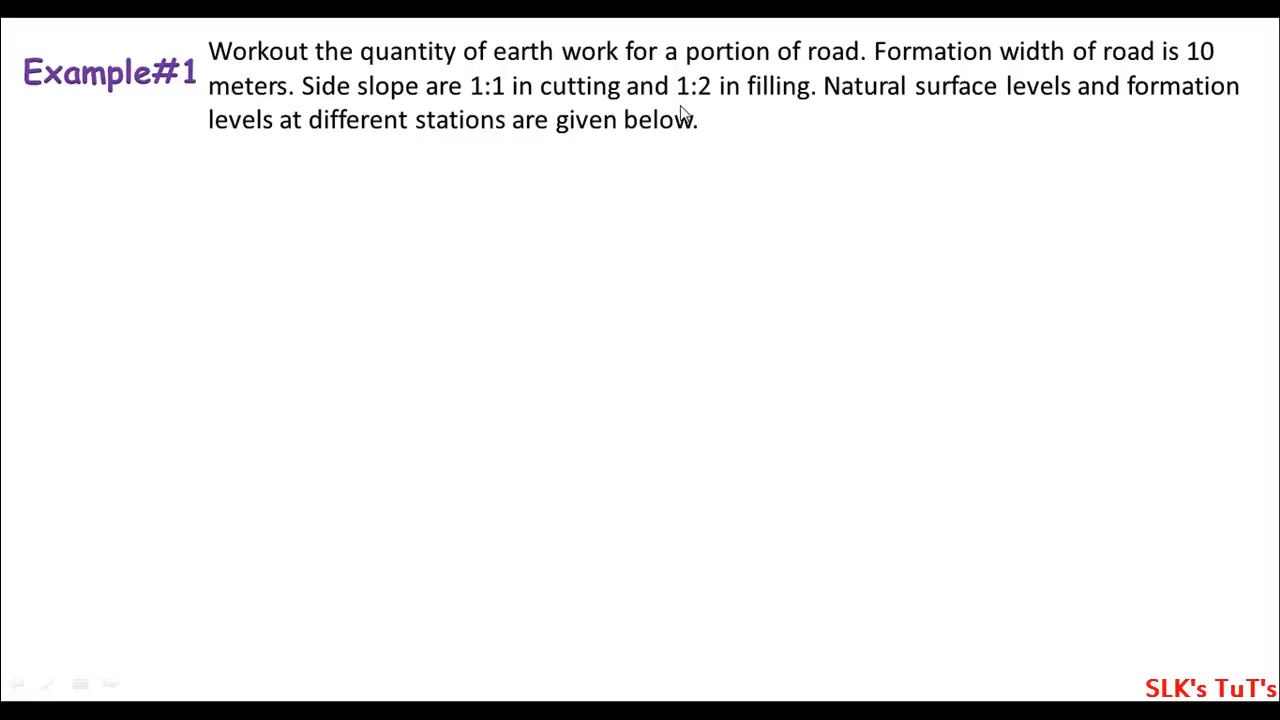 Example#1
Workout the quantity of earth work for a portion of road. Formation width of road is 10
meters. Side slope are 1:1 in cutting and 1:2 in filling. Natural surface levels and formation
levels at different stations are given below.
SLK's TuT's